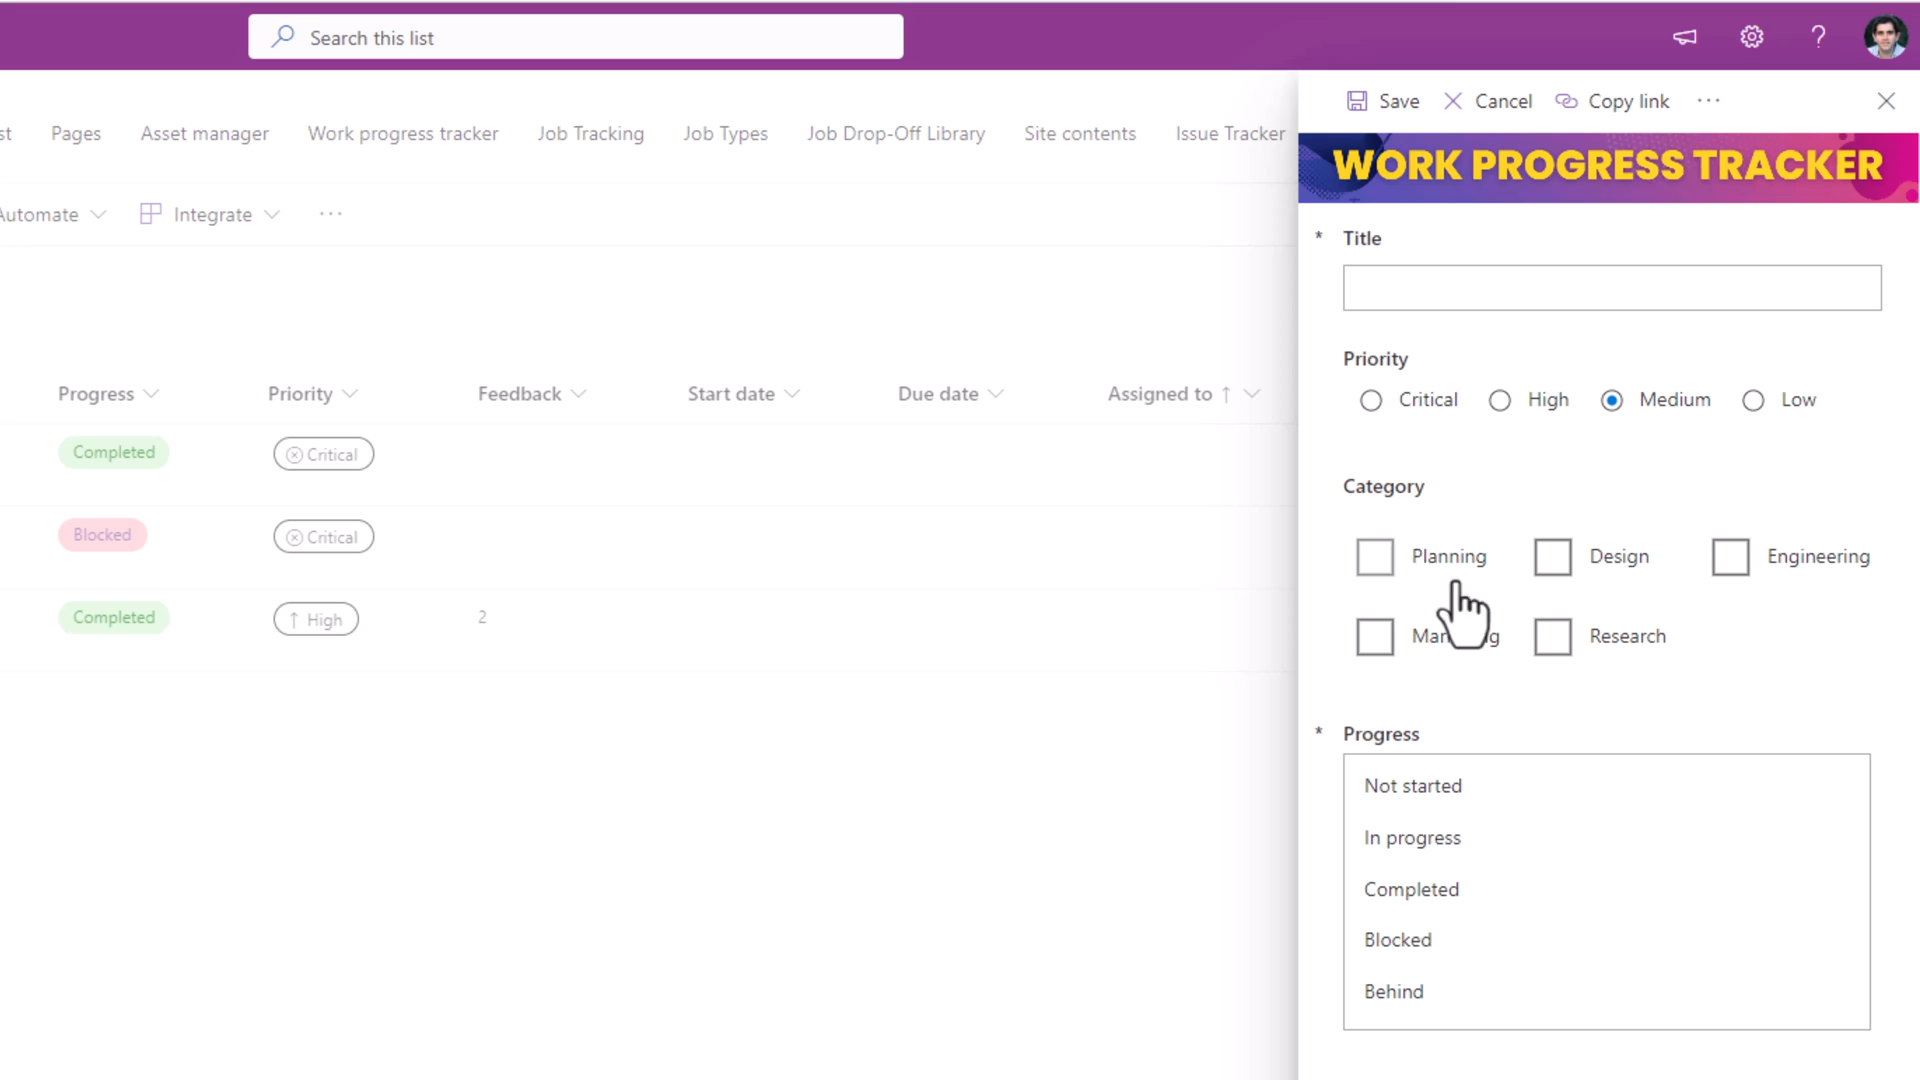 Search this list
st Pages Asset manager Work progress tracker Job Tracking Job Types Job Drop-Off Library Site contents Issue Tracker
Automate Integrate ...
Progress Priority Feedback Start date Due date Assigned to ↑
Completed Critical
Blocked Critical
Completed ↑ High 2
Save Cancel Copy link ...
WORK PROGRESS TRACKER
* Title
Priority
Critical High Medium Low
Category
Planning Design Engineering
Research
* Progress
Not started
In progress
Completed
Blocked
Behind